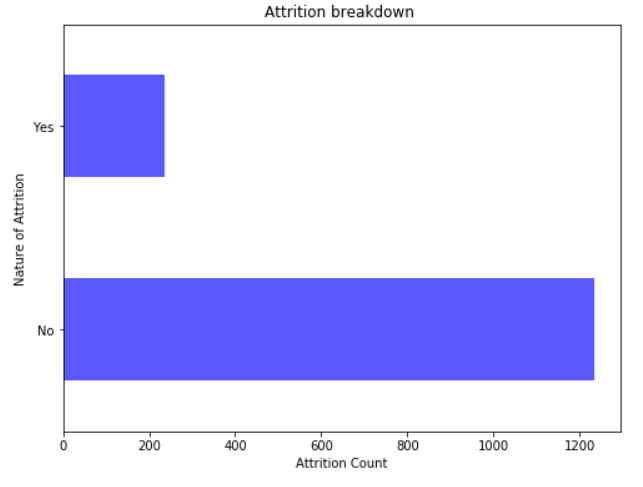 Attrition breakdown
Yes
No
Nature of Attrition
0 200 400 600 800 1000 1200
Attrition Count